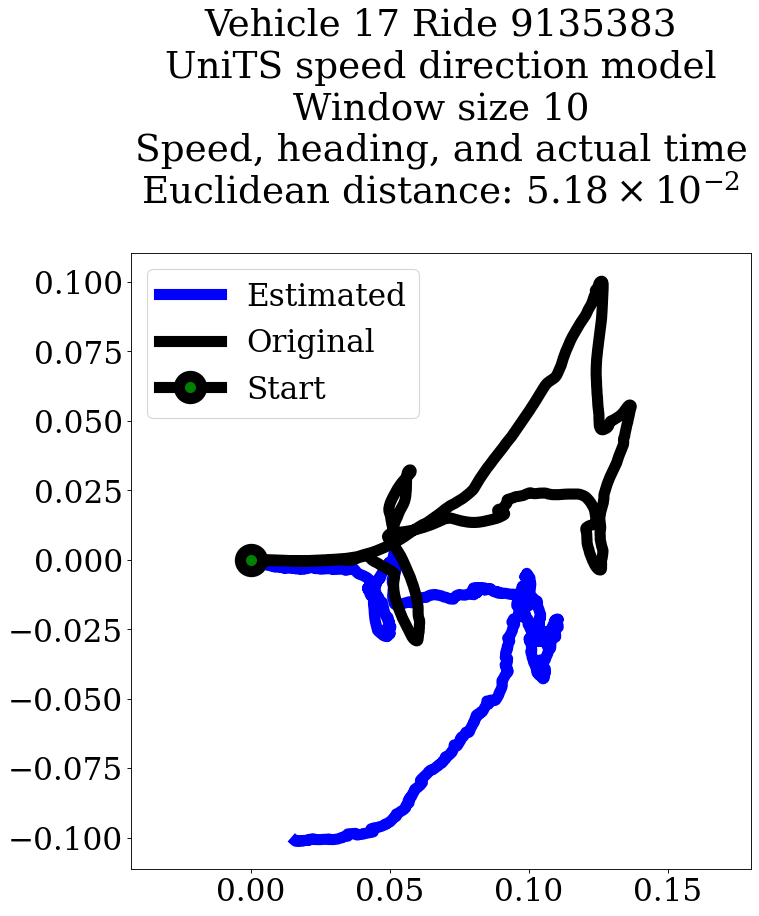 Vehicle 17 Ride 9135383
UniTS speed direction model
Window size 10
Speed, heading, and actual time
Euclidean distance: 5.18 × 10⁻²
Estimated
Original
Start
0.100
0.075
0.050
0.025
0.000
−0.025
−0.050
−0.075
−0.100
0.00 0.05 0.10 0.15